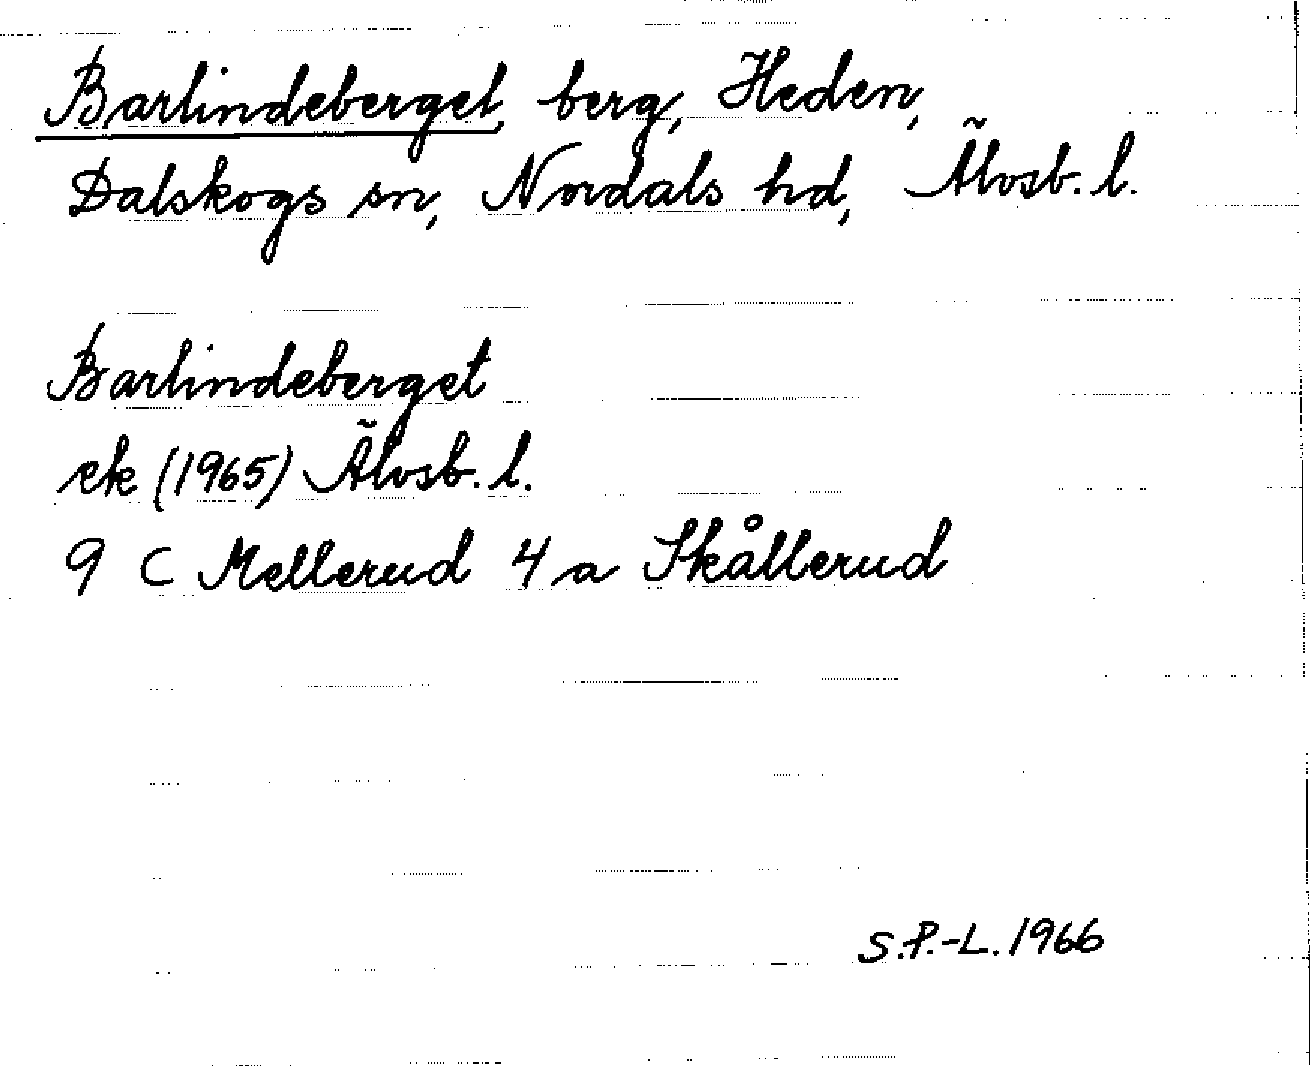 Barlindeberget, berg, Heden,
Dalskogs sn, Nordals hd, Älvsb. l.
Barlindeberget
ek (1965) Älvsb. l.
9 C Mellerud 4 a Skållerud
S.P.-L. 1966